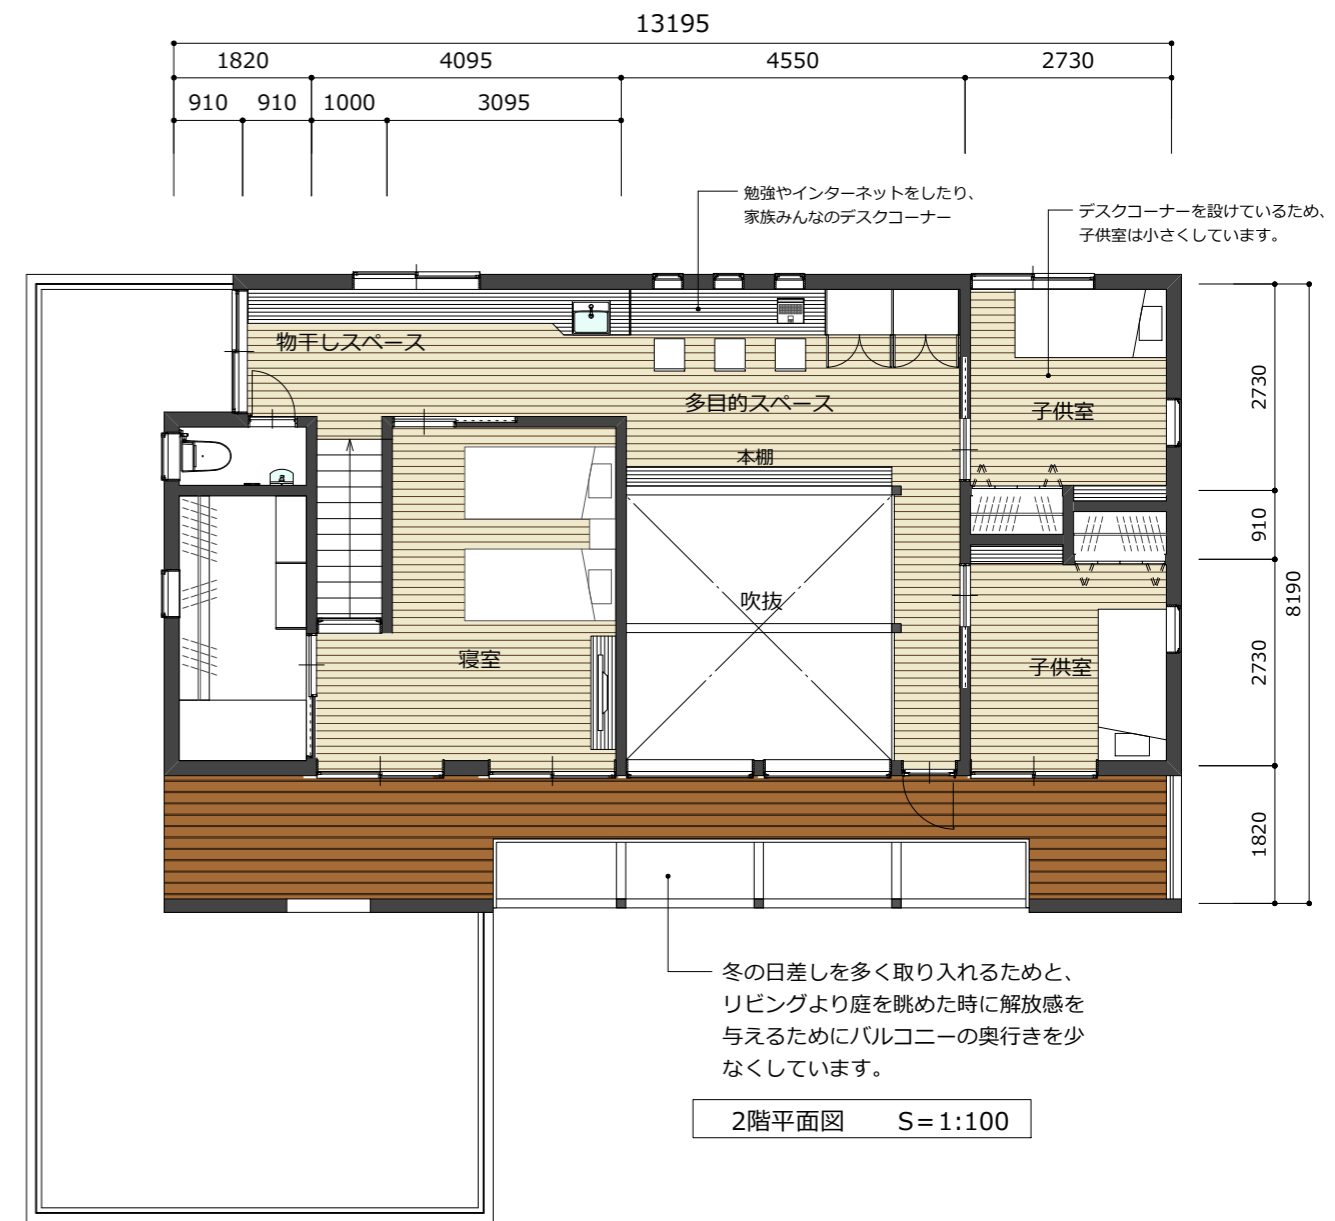 13195
1820 4095 4550 2730
910 910 1000 3095
勉強やインターネットをしたり、
家族みんなのデスクコーナー
デスクコーナーを設けているため、
子供室は小さくしています。
物干しスペース
多目的スペース
子供室
本棚
吹抜
寝室
子供室
2730
910
2730
1820
8190
冬の日差しを多く取り入れるためと、
リビングより庭を眺めた時に解放感を
与えるためにバルコニーの奥行きを少
なくしています。
2階平面図 S=1:100